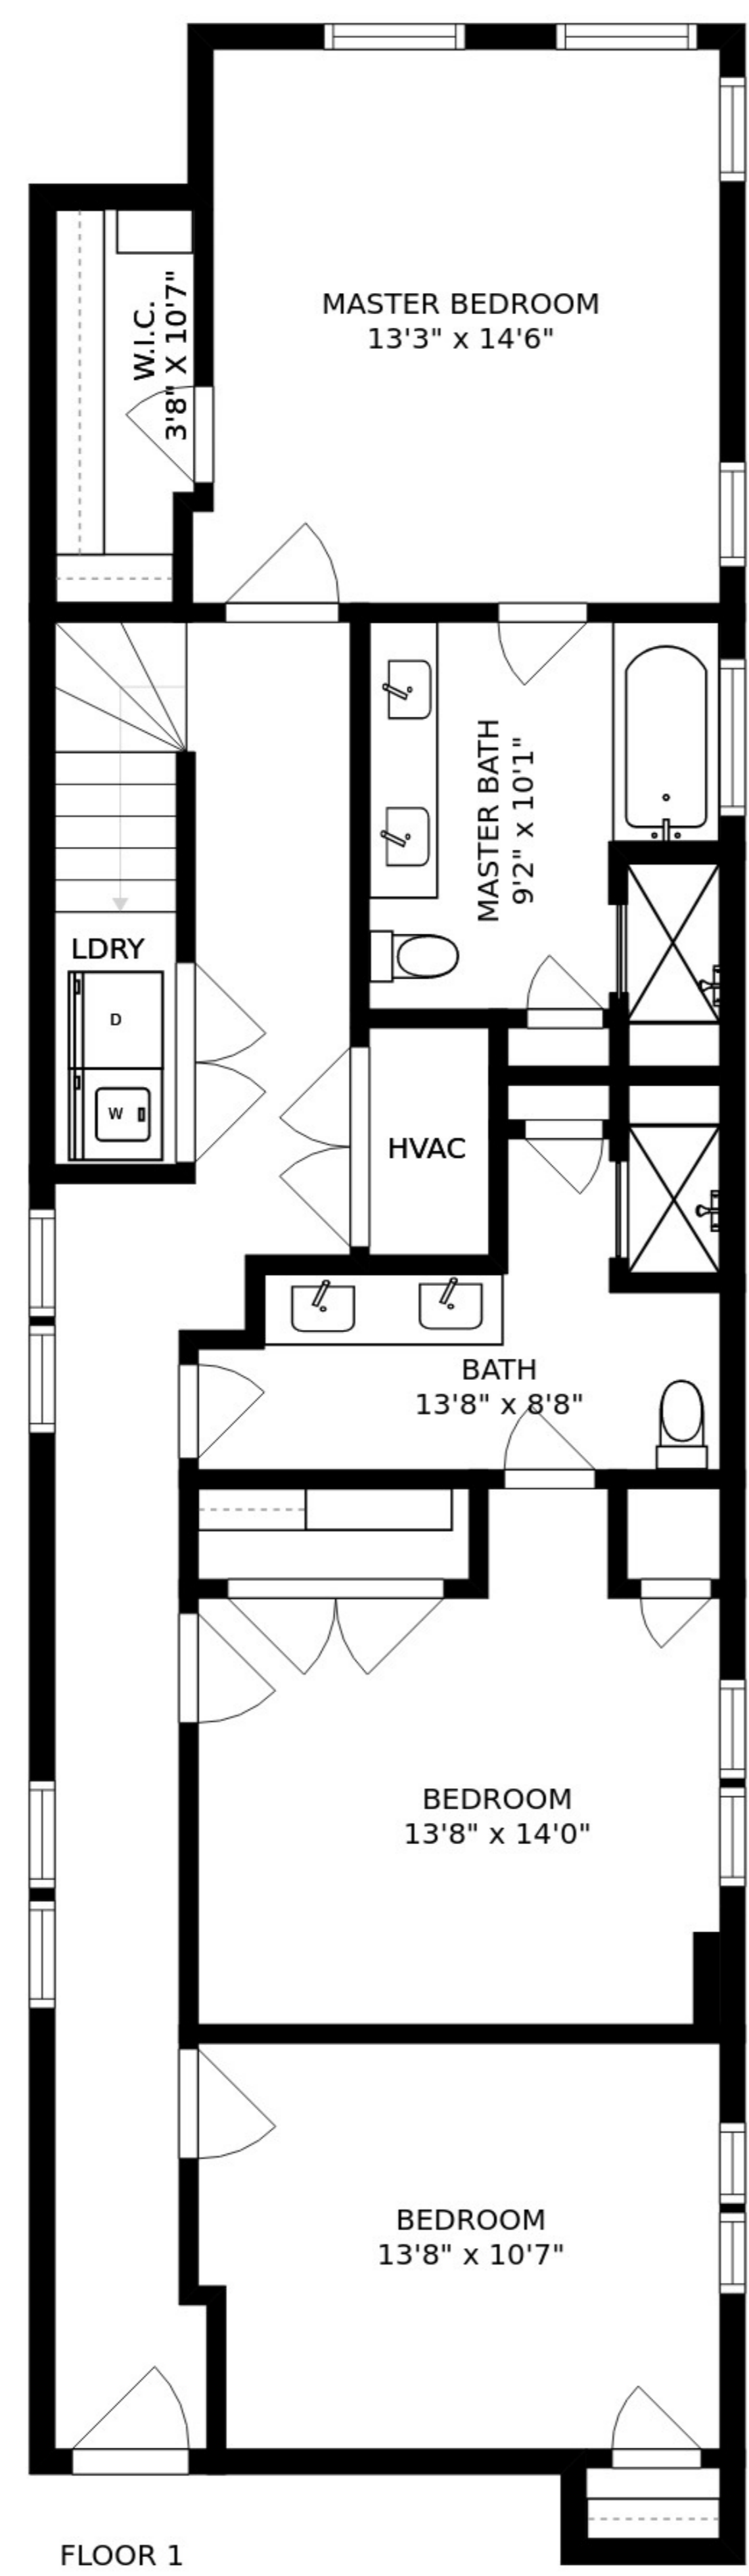 MASTER BEDROOM
13'3" x 14'6"
W.I.C.
3'8" X 10'7"
MASTER BATH
9'2" x 10'1"
LDRY
D
W
HVAC
BATH
13'8" x 8'8"
BEDROOM
13'8" x 14'0"
BEDROOM
13'8" x 10'7"
FLOOR 1